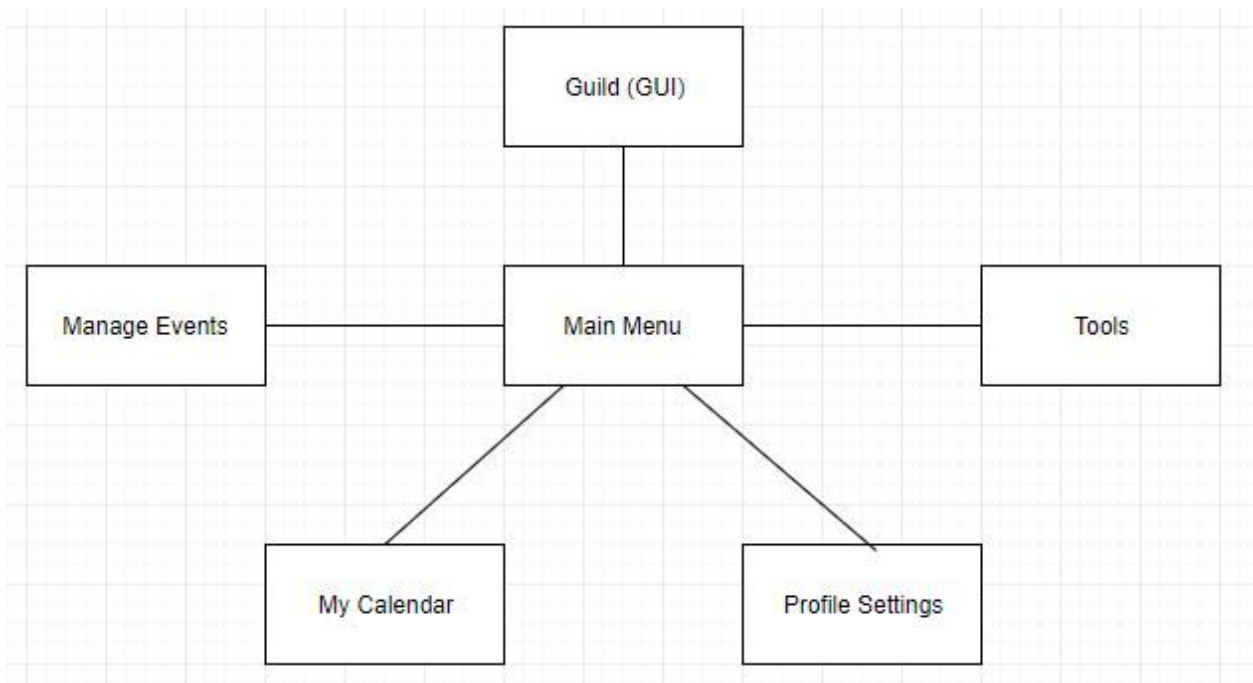 Guild (GUI)
Manage Events
Main Menu
Tools
My Calendar
Profile Settings